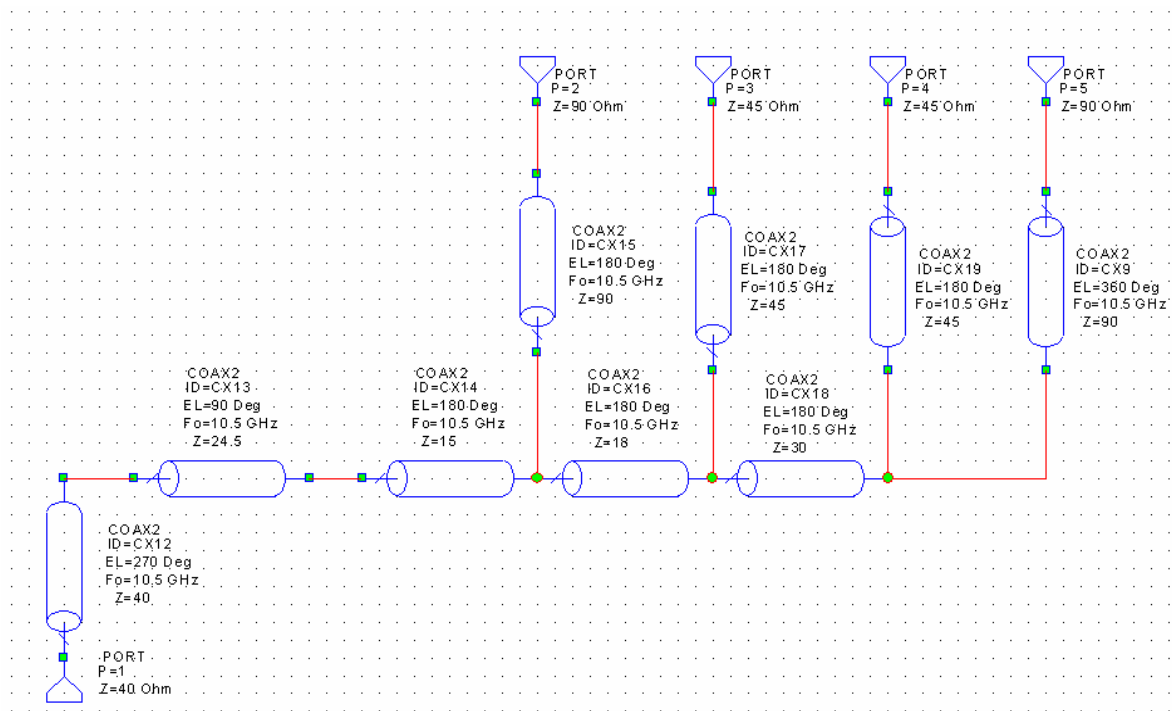 PORT
P=2
Z=90 Ohm
PORT
P=3
Z=45 Ohm
PORT
P=4
Z=45 Ohm
PORT
P=5
Z=90 Ohm
COAX2
ID=CX15
EL=180 Deg
Fo=10.5 GHz
Z=90
COAX2
ID=CX17
EL=180 Deg
Fo=10.5 GHz
Z=45
COAX2
ID=CX19
EL=180 Deg
Fo=10.5 GHz
Z=45
COAX2
ID=CX9
EL=360 Deg
Fo=10.5 GHz
Z=90
COAX2
ID=CX13
EL=90 Deg
Fo=10.5 GHz
Z=24.5
COAX2
ID=CX14
EL=180 Deg
Fo=10.5 GHz
Z=15
COAX2
ID=CX16
EL=180 Deg
Fo=10.5 GHz
Z=18
COAX2
ID=CX18
EL=180 Deg
Fo=10.5 GHz
Z=30
COAX2
ID=CX12
EL=270 Deg
Fo=10.5 GHz
Z=40
PORT
P=1
Z=40 Ohm